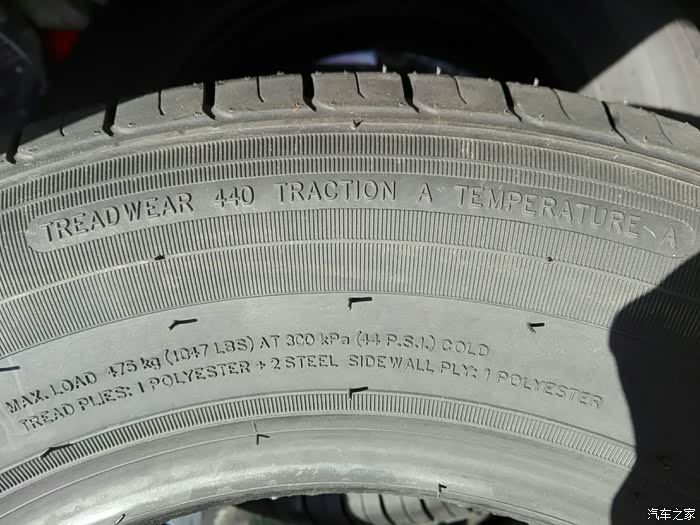 TREADWEAR 440 TRACTION A TEMPERATURE A
MAX. LOAD 475 kg (1047 LBS) AT 300 kPa (44 P.S.I.) COLD
TREAD PLIES: 1 POLYESTER + 2 STEEL SIDEWALL PLY: 1 POLYESTER
汽车之家